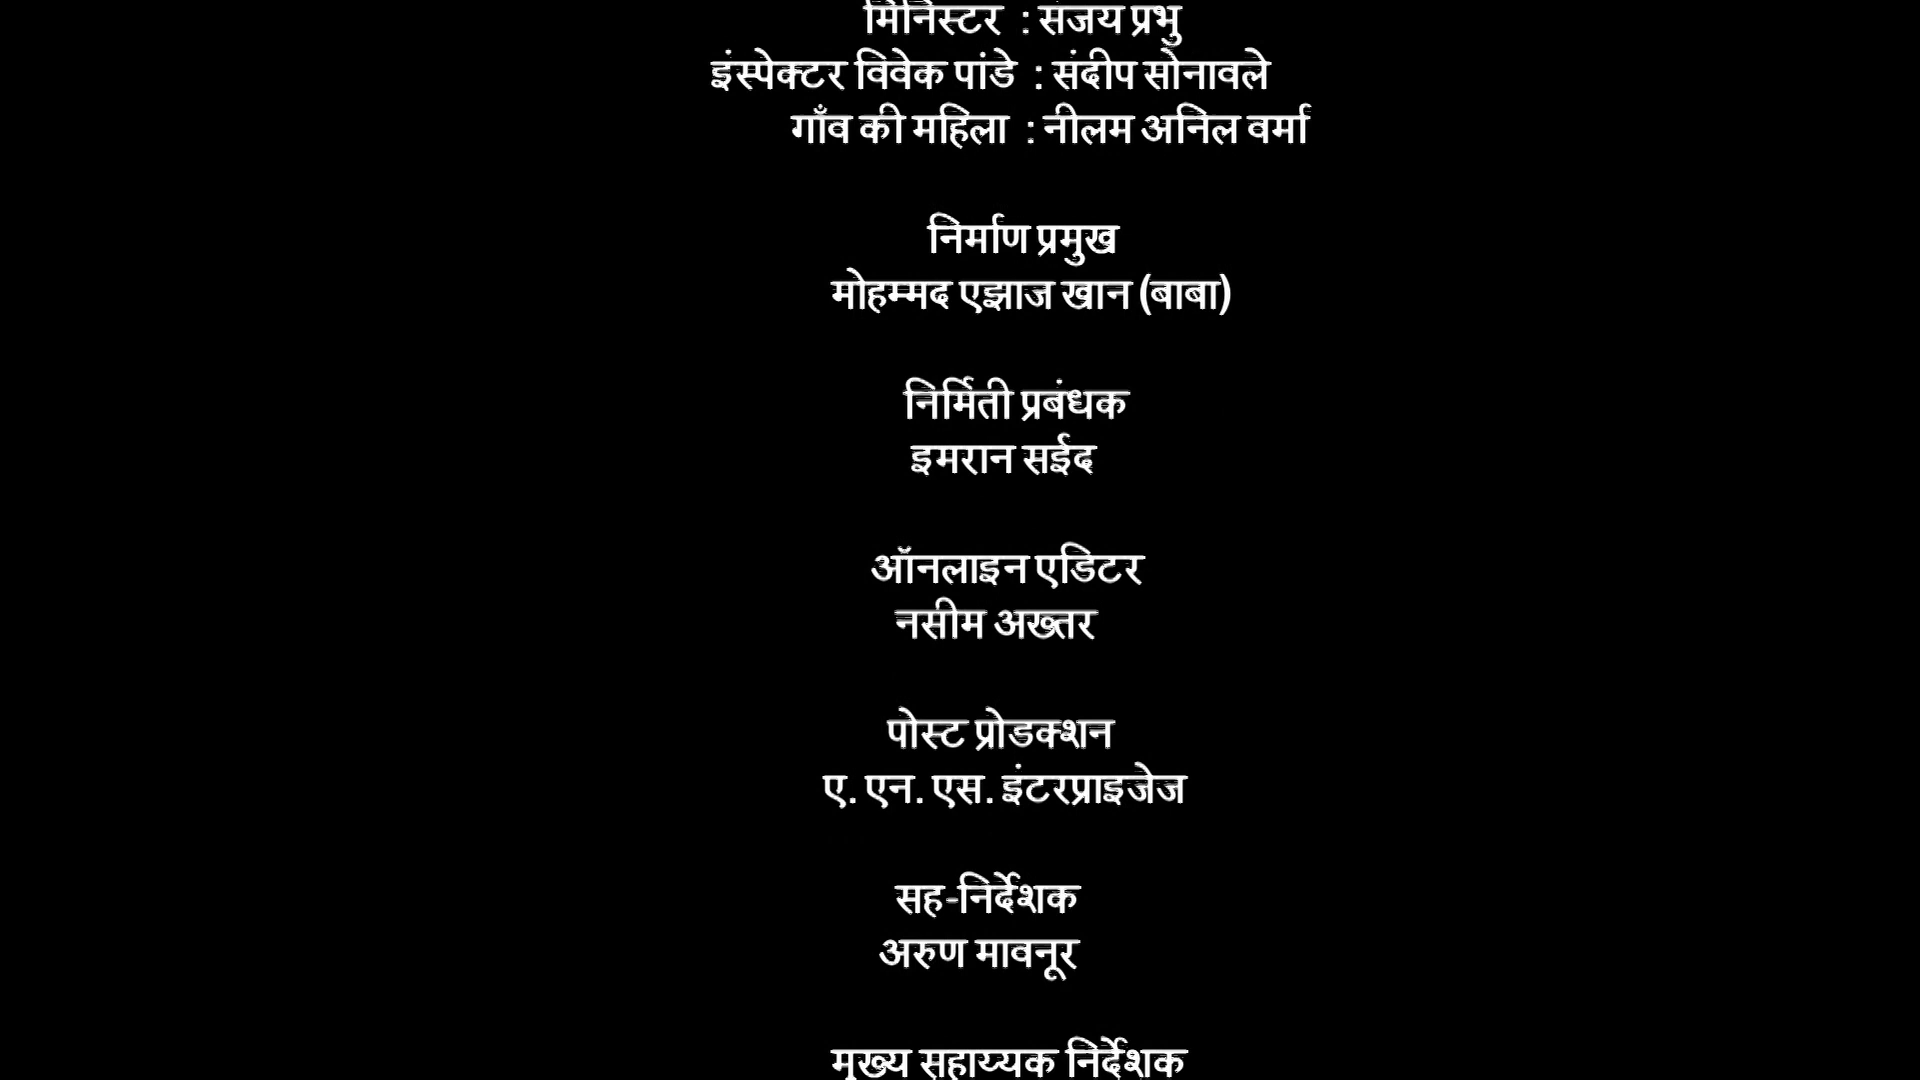 मिनिस्टर : संजय प्रभु
इंस्पेक्टर विवेक पांडे : संदीप सोनावले
गाँव की महिला : नीलम अनिल वर्मा
निर्माण प्रमुख
मोहम्मद एझाज खान (बाबा)
निर्मिती प्रबंधक
इमरान सईद
ऑनलाइन एडिटर
नसीम अख्तर
पोस्ट प्रोडक्शन
ए. एन. एस. इंटरप्राइजेज
सह-निर्देशक
अरुण मावनूर
मुख्य सहाय्यक निर्देशक